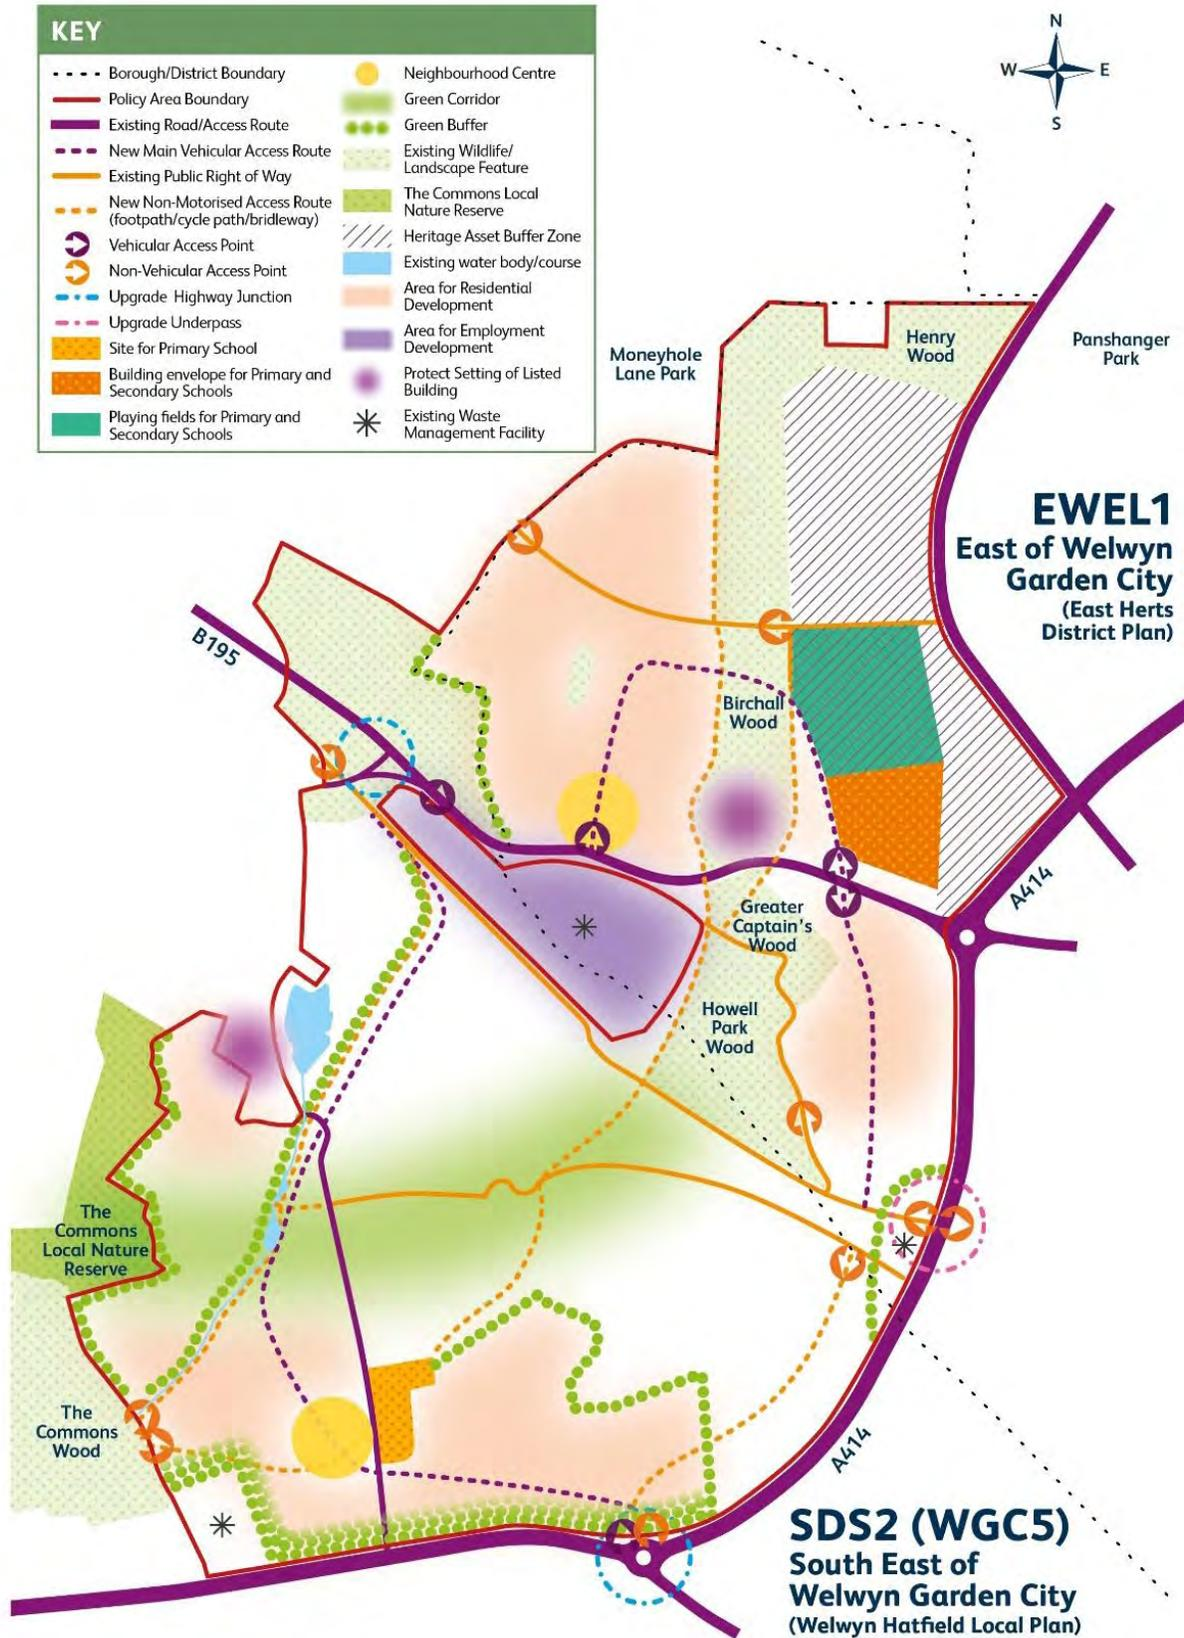 KEY
Borough/District Boundary
Policy Area Boundary
Existing Road/Access Route
New Main Vehicular Access Route
Existing Public Right of Way
New Non-Motorised Access Route
(footpath/cycle path/bridleway)
Vehicular Access Point
Non-Vehicular Access Point
Upgrade Highway Junction
Upgrade Underpass
Site for Primary School
Building envelope for Primary and
Secondary Schools
Playing fields for Primary and
Secondary Schools
Neighbourhood Centre
Green Corridor
Green Buffer
Existing Wildlife/
Landscape Feature
The Commons Local
Nature Reserve
Heritage Asset Buffer Zone
Existing water body/course
Area for Residential
Development
Area for Employment
Development
Protect Setting of Listed
Building
Existing Waste
Management Facility
N
W
E
S
Moneyhole
Lane Park
Henry
Wood
Panshanger
Park
EWEL1
East of Welwyn
Garden City
(East Herts
District Plan)
B195
Birchall
Wood
A414
Greater
Captain's
Wood
Howell
Park
Wood
The
Commons
Local Nature
Reserve
The
Commons
Wood
A414
SDS2 (WGC5)
South East of
Welwyn Garden City
(Welwyn Hatfield Local Plan)